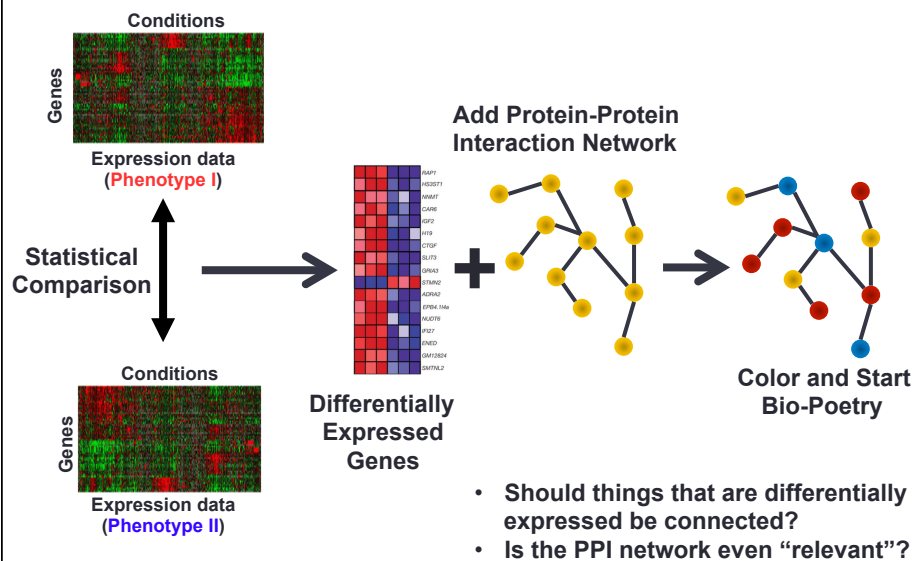 Conditions
Genes
Expression data
(Phenotype I)
Statistical
Comparison
Conditions
Genes
Expression data
(Phenotype II)
RAP1
HS3ST1
NNMT
CAR6
IGF2
H19
CTGF
SLIT3
GRIA3
STMN2
ADRA2
EPB4.1l4a
NUDT6
IFI27
ENED
GM12824
SMTNL2
Differentially
Expressed
Genes
Add Protein-Protein
Interaction Network
Color and Start
Bio-Poetry
• Should things that are differentially
expressed be connected?
• Is the PPI network even “relevant”?